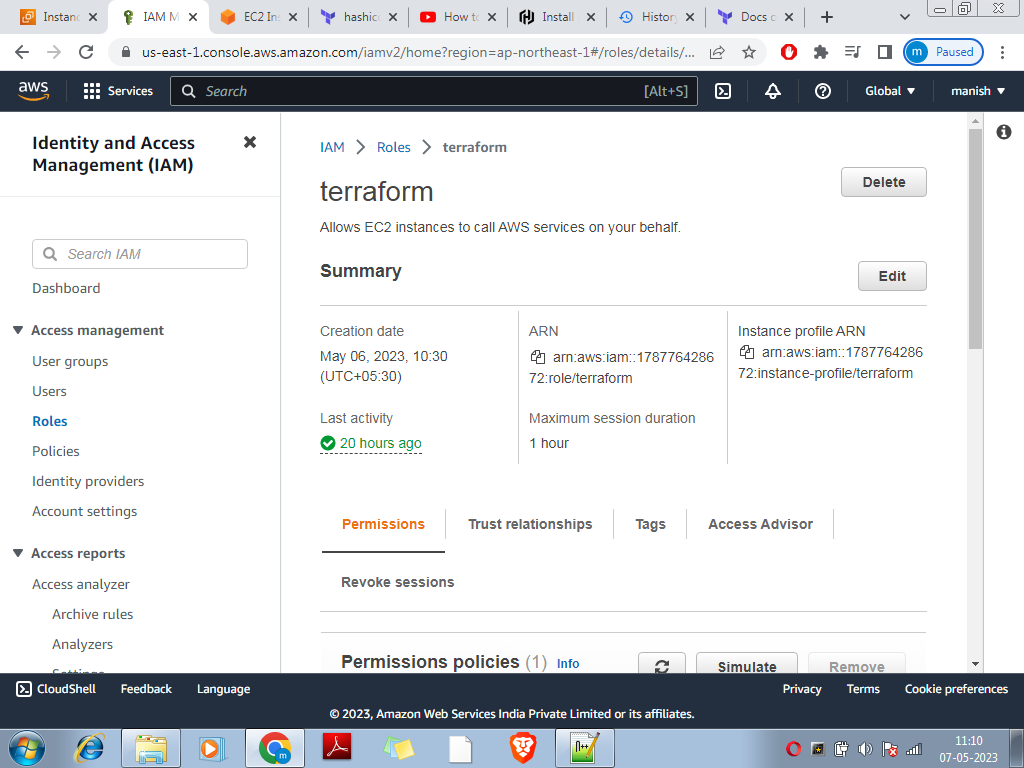 Instanc
IAM M
EC2 Ins
hashico
How to
Install
History
Docs o
us-east-1.console.aws.amazon.com/iamv2/home?region=ap-northeast-1#/roles/details/...
m Paused
aws
Services
Search [Alt+S]
Global
manish
Identity and Access
Management (IAM)
Search IAM
Dashboard
Access management
User groups
Users
Roles
Policies
Identity providers
Account settings
Access reports
Access analyzer
Archive rules
Analyzers
Settings
IAM > Roles > terraform
terraform
Delete
Allows EC2 instances to call AWS services on your behalf.
Summary
Edit
Creation date
May 06, 2023, 10:30
(UTC+05:30)
Last activity
20 hours ago
ARN
arn:aws:iam::1787764286
72:role/terraform
Maximum session duration
1 hour
Instance profile ARN
arn:aws:iam::1787764286
72:instance-profile/terraform
Permissions
Trust relationships
Tags
Access Advisor
Revoke sessions
Permissions policies (1) Info
Simulate
Remove
CloudShell
Feedback
Language
Privacy
Terms
Cookie preferences
© 2023, Amazon Web Services India Private Limited or its affiliates.
11:10
07-05-2023